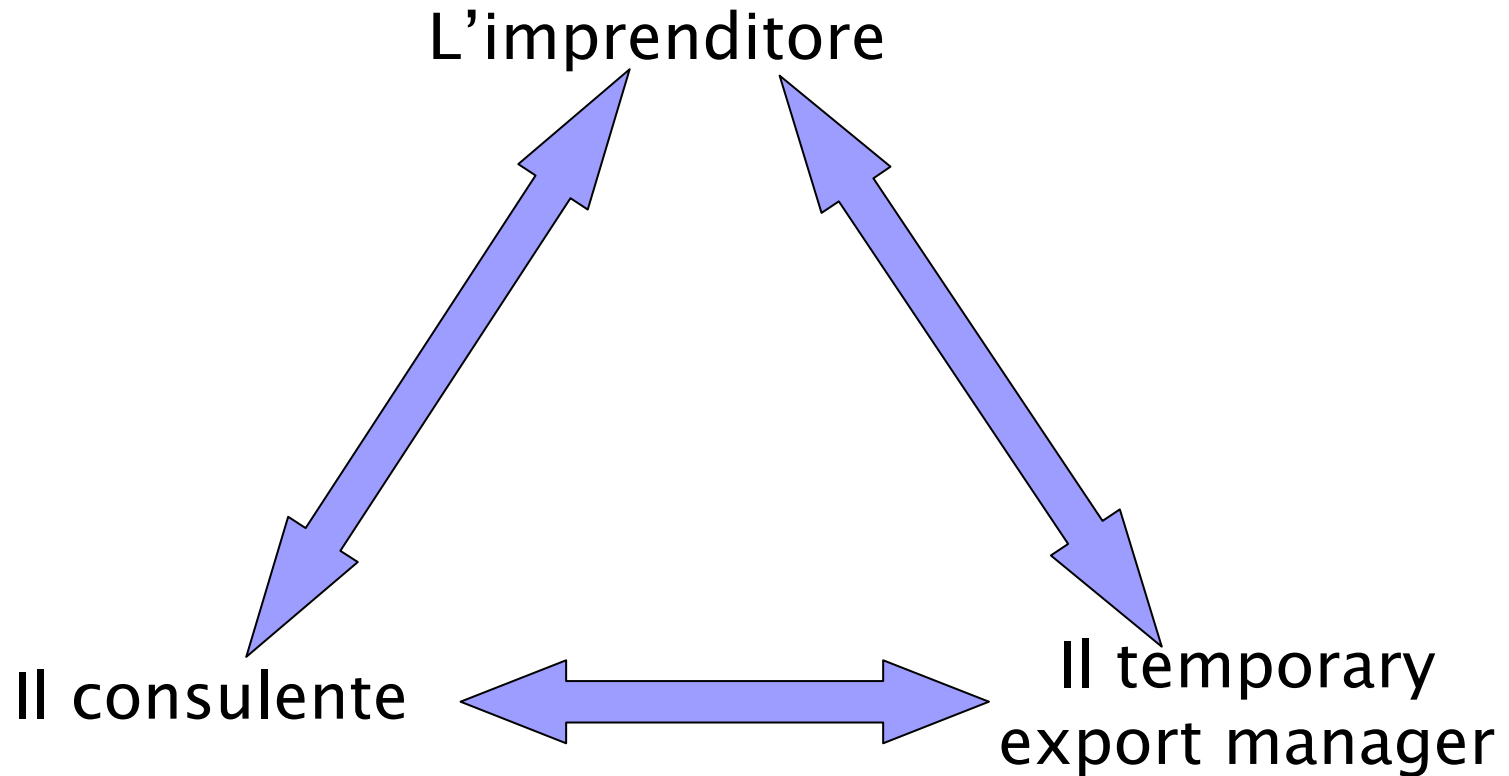 L’imprenditore
Il consulente
Il temporary
export manager